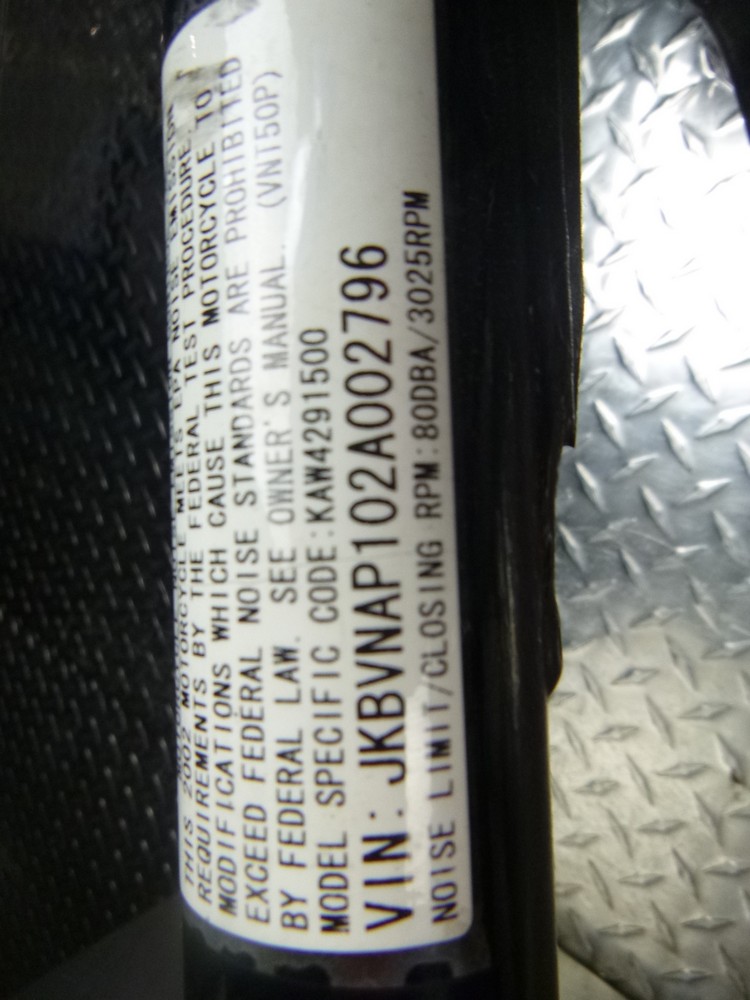 THIS 2002 MOTORCYCLE MEETS EPA NOISE EMISSION
REQUIREMENTS BY THE FEDERAL TEST PROCEDURE.
MODIFICATIONS WHICH CAUSE THIS MOTORCYCLE TO
EXCEED FEDERAL NOISE STANDARDS ARE PROHIBITED
BY FEDERAL LAW. SEE OWNER'S MANUAL. (VN150P)
MODEL SPECIFIC CODE:KAW4291500
VIN: JKBVNAP102A002796
NOISE LIMIT/CLOSING RPM:80DBA/3025RPM